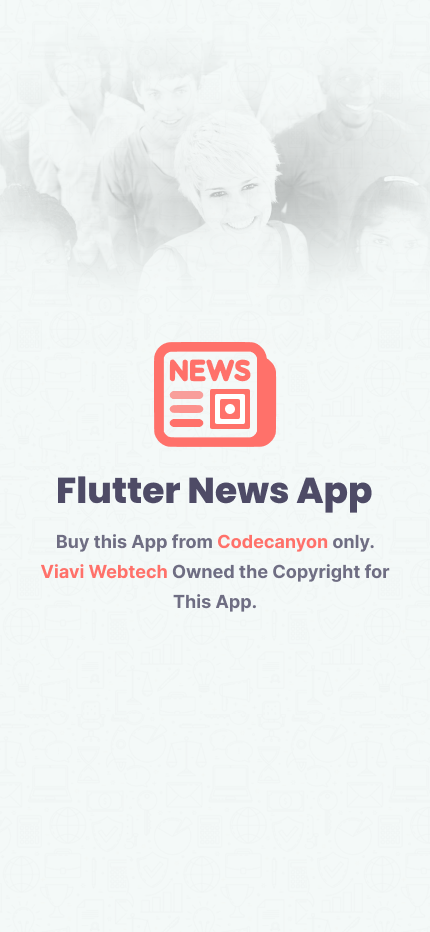 NEWS
Flutter News App
Buy this App from Codecanyon only.
Viavi Webtech Owned the Copyright for
This App.